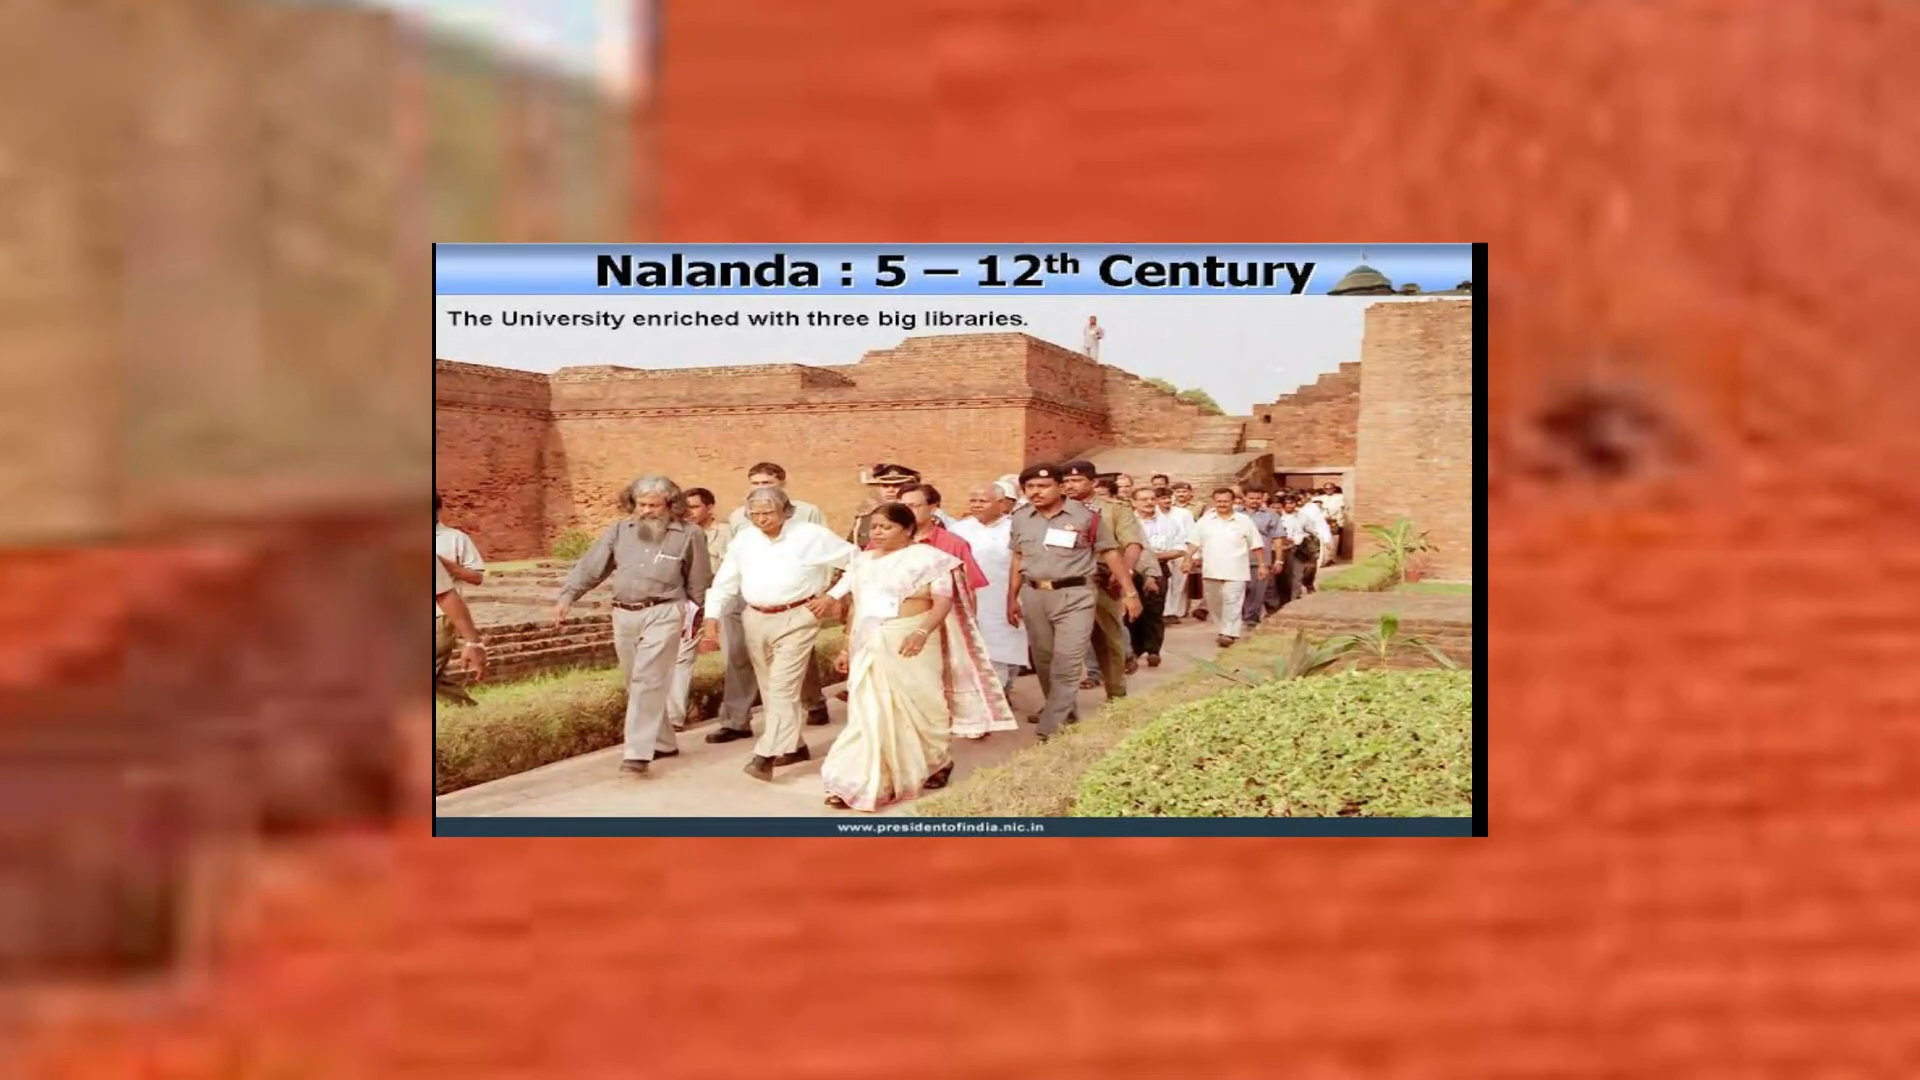 Nalanda : 5 – 12th Century
The University enriched with three big libraries.
www.presidentofindia.nic.in